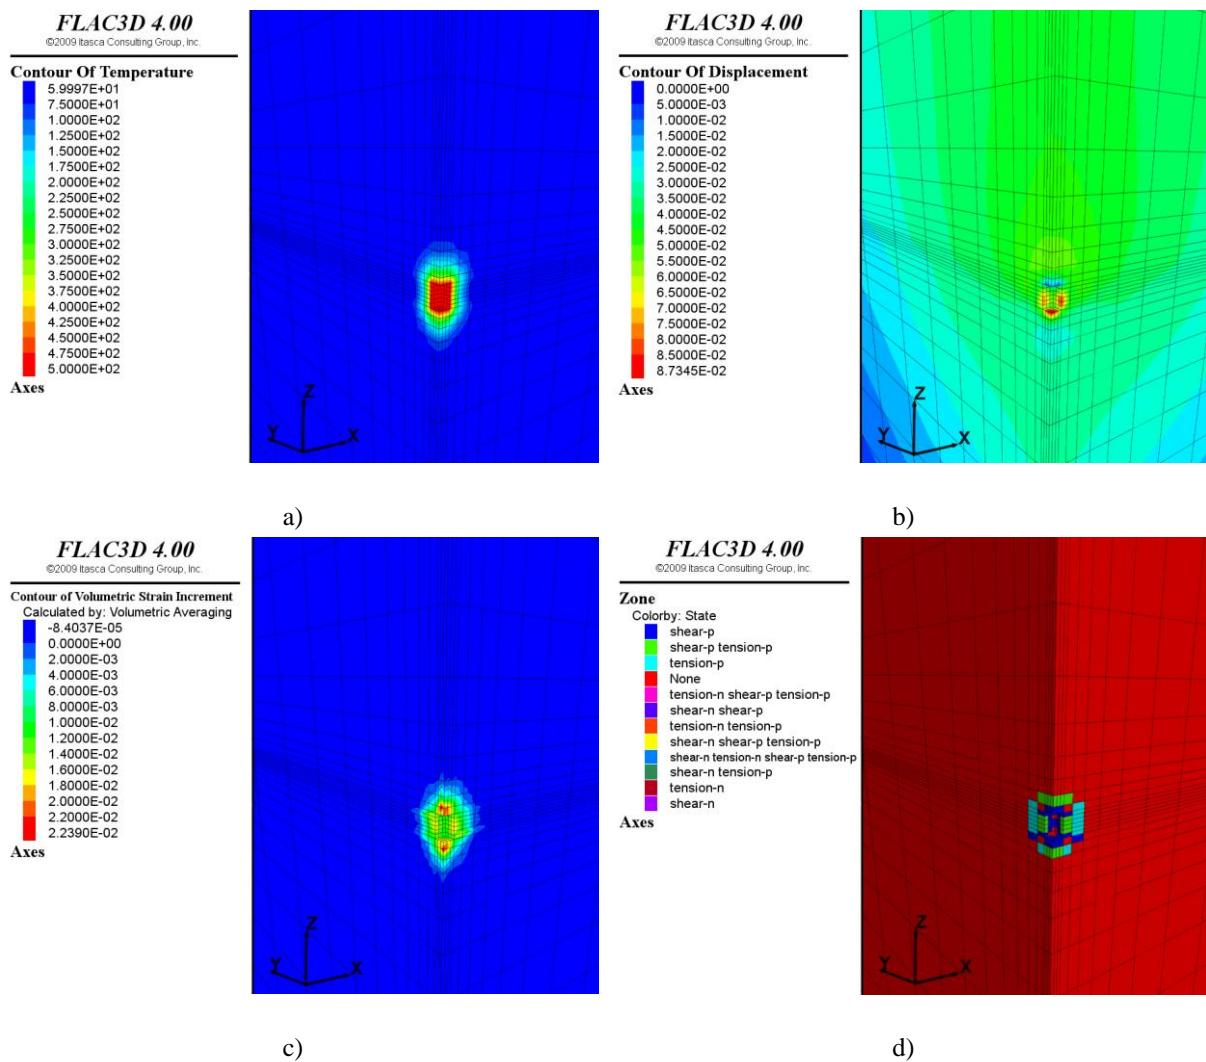 FLAC3D 4.00
©2009 Itasca Consulting Group, Inc.
Contour Of Temperature
5.9997E+01
7.5000E+01
1.0000E+02
1.2500E+02
1.5000E+02
1.7500E+02
2.0000E+02
2.2500E+02
2.5000E+02
2.7500E+02
3.0000E+02
3.2500E+02
3.5000E+02
3.7500E+02
4.0000E+02
4.2500E+02
4.5000E+02
4.7500E+02
5.0000E+02
Axes
Z
Y
X
a)
FLAC3D 4.00
©2009 Itasca Consulting Group, Inc.
Contour Of Displacement
0.0000E+00
5.0000E-03
1.0000E-02
1.5000E-02
2.0000E-02
2.5000E-02
3.0000E-02
3.5000E-02
4.0000E-02
4.5000E-02
5.0000E-02
5.5000E-02
6.0000E-02
6.5000E-02
7.0000E-02
7.5000E-02
8.0000E-02
8.5000E-02
8.7345E-02
Axes
Z
Y
X
b)
FLAC3D 4.00
©2009 Itasca Consulting Group, Inc.
Contour of Volumetric Strain Increment
Calculated by: Volumetric Averaging
-8.4037E-05
0.0000E+00
2.0000E-03
4.0000E-03
6.0000E-03
8.0000E-03
1.0000E-02
1.2000E-02
1.4000E-02
1.6000E-02
1.8000E-02
2.0000E-02
2.2000E-02
2.2390E-02
Axes
Z
Y
X
c)
FLAC3D 4.00
©2009 Itasca Consulting Group, Inc.
Zone
Colorby: State
shear-p
shear-p tension-p
tension-p
None
tension-n shear-p tension-p
shear-n shear-p
tension-n tension-p
shear-n shear-p tension-p
shear-n tension-n shear-p tension-p
shear-n tension-p
tension-n
shear-n
Axes
Z
Y
X
d)